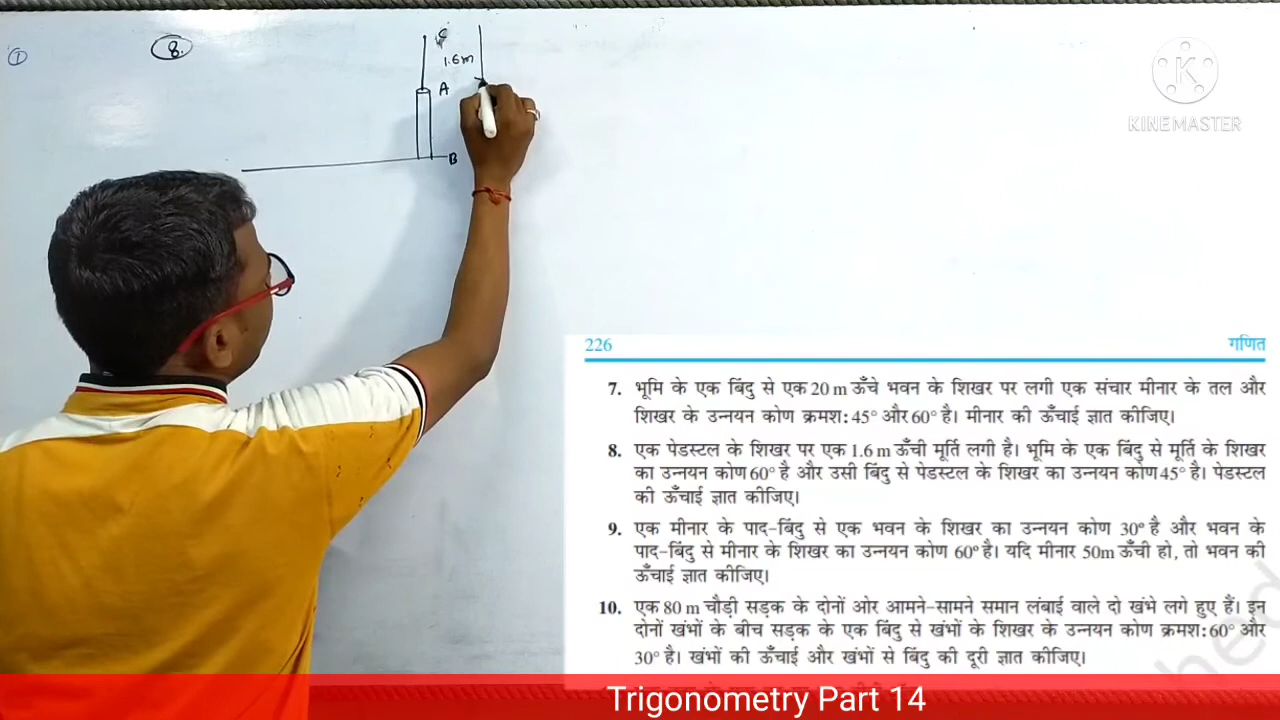 ①
8.
C
1.6m
A
B
K
KINEMASTER
226 गणित
7. भूमि के एक बिंदु से एक 20 m ऊँचे भवन के शिखर पर लगी एक संचार मीनार के तल और
शिखर के उन्नयन कोण क्रमश: 45° और 60° है। मीनार की ऊँचाई ज्ञात कीजिए।
8. एक पेडस्टल के शिखर पर एक 1.6 m ऊँची मूर्ति लगी है। भूमि के एक बिंदु से मूर्ति के शिखर
का उन्नयन कोण 60° है और उसी बिंदु से पेडस्टल के शिखर का उन्नयन कोण 45° है। पेडस्टल
की ऊँचाई ज्ञात कीजिए।
9. एक मीनार के पाद-बिंदु से एक भवन के शिखर का उन्नयन कोण 30° है और भवन के
पाद-बिंदु से मीनार के शिखर का उन्नयन कोण 60° है। यदि मीनार 50m ऊँची हो, तो भवन की
ऊँचाई ज्ञात कीजिए।
10. एक 80 m चौड़ी सड़क के दोनों ओर आमने-सामने समान लंबाई वाले दो खंभे लगे हुए हैं। इन
दोनों खंभों के बीच सड़क के एक बिंदु से खंभों के शिखर के उन्नयन कोण क्रमश: 60° और
30° है। खंभों की ऊँचाई और खंभों से बिंदु की दूरी ज्ञात कीजिए।
Trigonometry Part 14